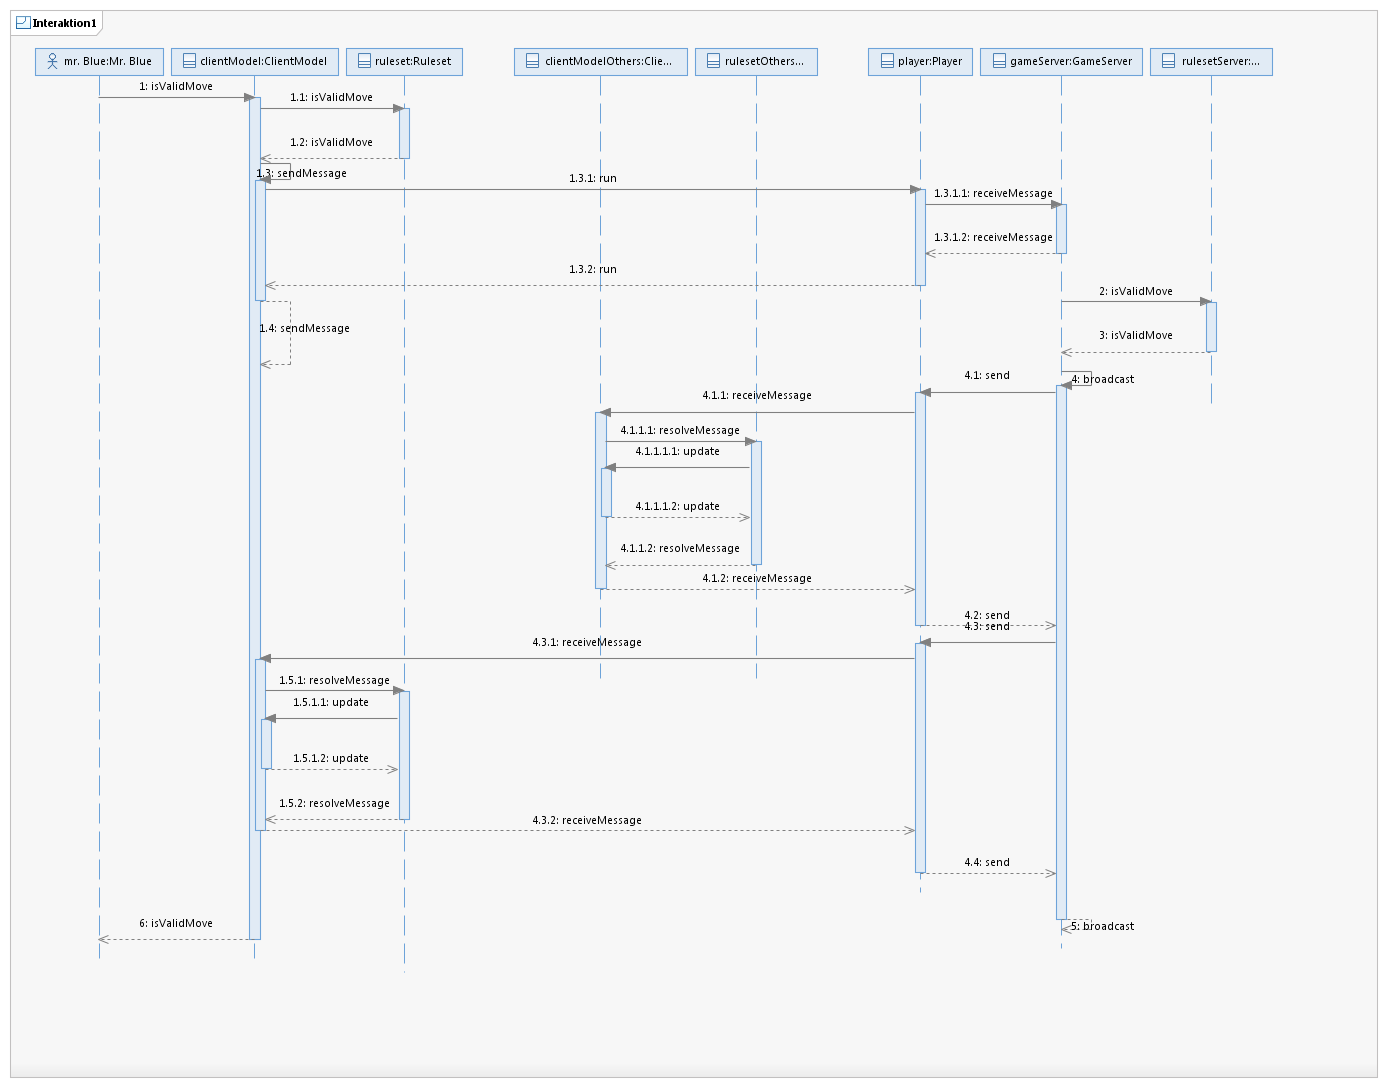 Interaktion1
mr. Blue:Mr. Blue
clientModel:ClientModel
ruleset:Ruleset
clientModelOthers:Clie...
rulesetOthers...
player:Player
gameServer:GameServer
rulesetServer:...
1: isValidMove
1.1: isValidMove
1.2: isValidMove
1.3: sendMessage
1.3.1: run
1.3.1.1: receiveMessage
1.3.1.2: receiveMessage
1.3.2: run
2: isValidMove
1.4: sendMessage
3: isValidMove
4.1: send
4: broadcast
4.1.1: receiveMessage
4.1.1.1: resolveMessage
4.1.1.1.1: update
4.1.1.1.2: update
4.1.1.2: resolveMessage
4.1.2: receiveMessage
4.2: send
4.3: send
4.3.1: receiveMessage
1.5.1: resolveMessage
1.5.1.1: update
1.5.1.2: update
1.5.2: resolveMessage
4.3.2: receiveMessage
4.4: send
6: isValidMove
5: broadcast